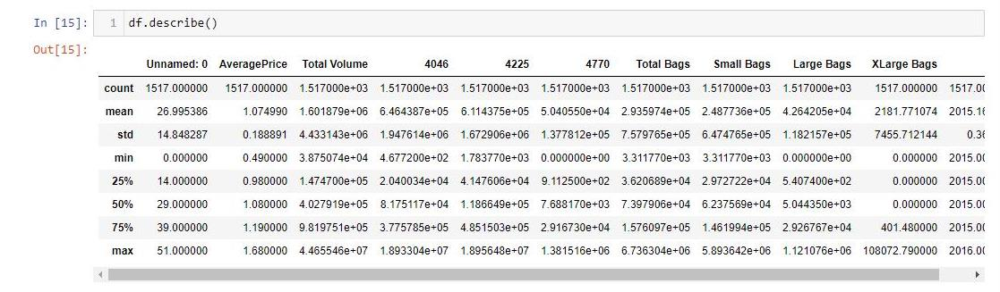 In [15]: 1 df.describe()
Out[15]:
Unnamed: 0 AveragePrice Total Volume 4046 4225 4770 Total Bags Small Bags Large Bags XLarge Bags
count 1517.000000 1517.000000 1.517000e+03 1.517000e+03 1.517000e+03 1.517000e+03 1.517000e+03 1.517000e+03 1.517000e+03 1517.000000 1517.00
mean 26.995386 1.074990 1.601879e+06 6.464387e+05 6.114375e+05 5.040550e+04 2.935974e+05 2.487736e+05 4.264205e+04 2181.771074 2015.16
std 14.848287 0.188891 4.433143e+06 1.947614e+06 1.672906e+06 1.377812e+05 7.579765e+05 6.474765e+05 1.182157e+05 7455.712144 0.36
min 0.000000 0.490000 3.875074e+04 4.677200e+02 1.783770e+03 0.000000e+00 3.311770e+03 3.311770e+03 0.000000e+00 0.000000 2015.00
25% 14.000000 0.980000 1.474700e+05 2.040034e+04 4.147606e+04 9.112500e+02 3.620689e+04 2.972722e+04 5.407400e+02 0.000000 2015.00
50% 29.000000 1.080000 4.027919e+05 8.175117e+04 1.186649e+05 7.688170e+03 7.397906e+04 6.237569e+04 5.044350e+03 0.000000 2015.00
75% 39.000000 1.190000 9.819751e+05 3.775785e+05 4.851503e+05 2.916730e+04 1.576097e+05 1.461994e+05 2.926767e+04 401.480000 2015.00
max 51.000000 1.680000 4.465546e+07 1.893304e+07 1.895648e+07 1.381516e+06 6.736304e+06 5.893642e+06 1.121076e+06 108072.790000 2016.00